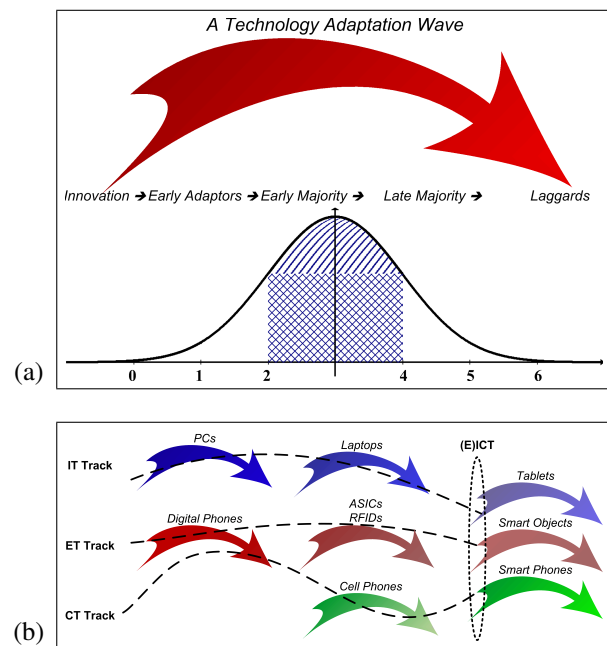 A Technology Adaptation Wave
Innovation ➔ Early Adaptors ➔ Early Majority ➔ Late Majority ➔ Laggards
0 1 2 4 5 6
(a)
PCs
Laptops
(E)ICT
IT Track
Tablets
Digital Phones
ASICs
RFIDs
Smart Objects
ET Track
Cell Phones
Smart Phones
CT Track
(b)